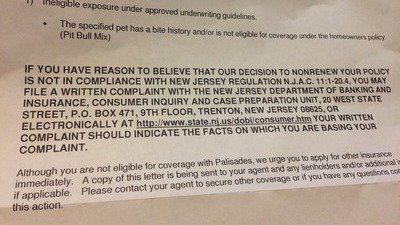 1) Ineligible exposure under approved underwriting guidelines.
• The specified pet has a bite history and/or is not eligible for coverage under the homeowners policy.
(Pit Bull Mix)
IF YOU HAVE REASON TO BELIEVE THAT OUR DECISION TO NONRENEW YOUR POLICY
IS NOT IN COMPLIANCE WITH NEW JERSEY REGULATION N.J.A.C. 11:1-20.4, YOU MAY
FILE A WRITTEN COMPLAINT WITH THE NEW JERSEY DEPARTMENT OF BANKING AND
INSURANCE, CONSUMER INQUIRY AND CASE PREPARATION UNIT, 20 WEST STATE
STREET, P.O. BOX 471, 9TH FLOOR, TRENTON, NEW JERSEY 08625, OR
ELECTRONICALLY AT http://www.state.nj.us/dobi/consumer.htm YOUR WRITTEN
COMPLAINT SHOULD INDICATE THE FACTS ON WHICH YOU ARE BASING YOUR
COMPLAINT.
Although you are not eligible for coverage with Palisades, we urge you to apply for other insurance
immediately. A copy of this letter is being sent to your agent and any lienholders and/or additional
if applicable. Please contact your agent to secure other coverage or if you have any questions
this action.